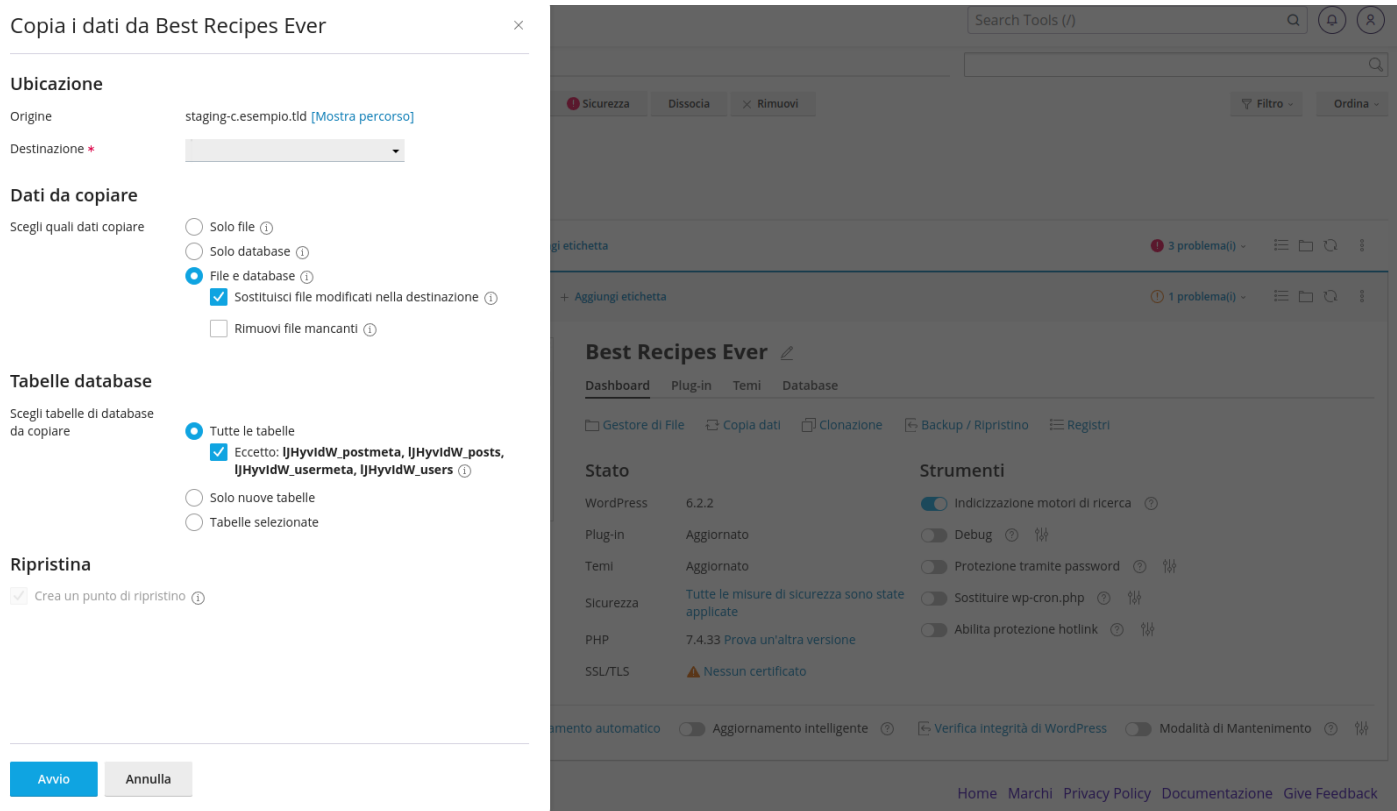 Copia i dati da Best Recipes Ever
Ubicazione
Origine staging-c.esempio.tld [Mostra percorso]
Destinazione *
Dati da copiare
Scegli quali dati copiare
Solo file
Solo database
File e database
Sostituisci file modificati nella destinazione
Rimuovi file mancanti
Tabelle database
Scegli tabelle di database
da copiare
Tutte le tabelle
Eccetto: IJHyvIdW_postmeta, IJHyvIdW_posts,
IJHyvIdW_usermeta, IJHyvIdW_users
Solo nuove tabelle
Tabelle selezionate
Ripristina
Crea un punto di ripristino
Avvio Annulla
Search Tools (/)
Sicurezza Dissocia Rimuovi Filtro Ordina
gi etichetta 3 problema(i)
+ Aggiungi etichetta 1 problema(i)
Best Recipes Ever
Dashboard Plug-in Temi Database
Gestore di File Copia dati Clonazione Backup / Ripristino Registri
Stato Strumenti
WordPress 6.2.2 Indicizzazione motori di ricerca
Plug-in Aggiornato Debug
Temi Aggiornato Protezione tramite password
Sicurezza Tutte le misure di sicurezza sono state
applicate
Sostituire wp-cron.php
Abilita protezione hotlink
PHP 7.4.33 Prova un'altra versione
SSL/TLS Nessun certificato
amento automatico Aggiornamento intelligente Verifica integrità di WordPress Modalità di Mantenimento
Home Marchi Privacy Policy Documentazione Give Feedback